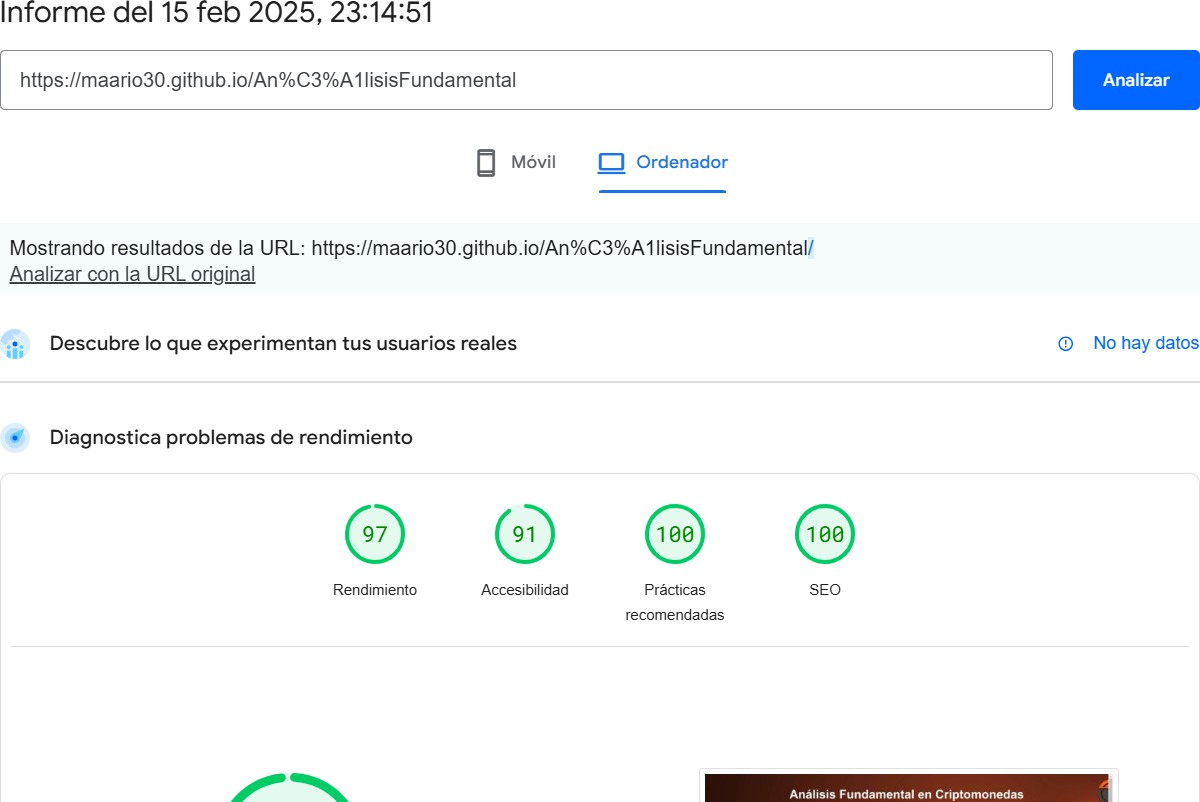 Informe del 15 feb 2025, 23:14:51
https://maario30.github.io/An%C3%A1lisisFundamental
Analizar
Móvil
Ordenador
Mostrando resultados de la URL: https://maario30.github.io/An%C3%A1lisisFundamental/
Analizar con la URL original
Descubre lo que experimentan tus usuarios reales
No hay datos
Diagnostica problemas de rendimiento
97
91
100
100
Rendimiento
Accesibilidad
Prácticas
recomendadas
SEO
Análisis Fundamental en Criptomonedas